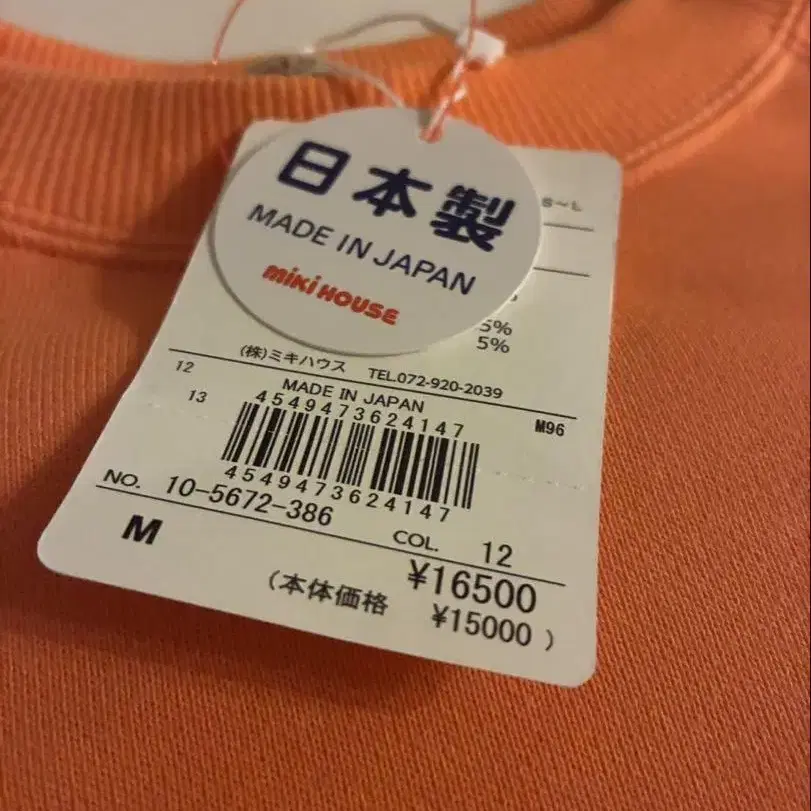 日本製
MADE IN JAPAN
miki HOUSE
S~L
5%
5%
(株)ミキハウス TEL.072-920-2039
12
MADE IN JAPAN
13
4549473624147
M96
4549473624147
NO. 10-5672-386
COL. 12
M
¥16500
(本体価格 ¥15000 )